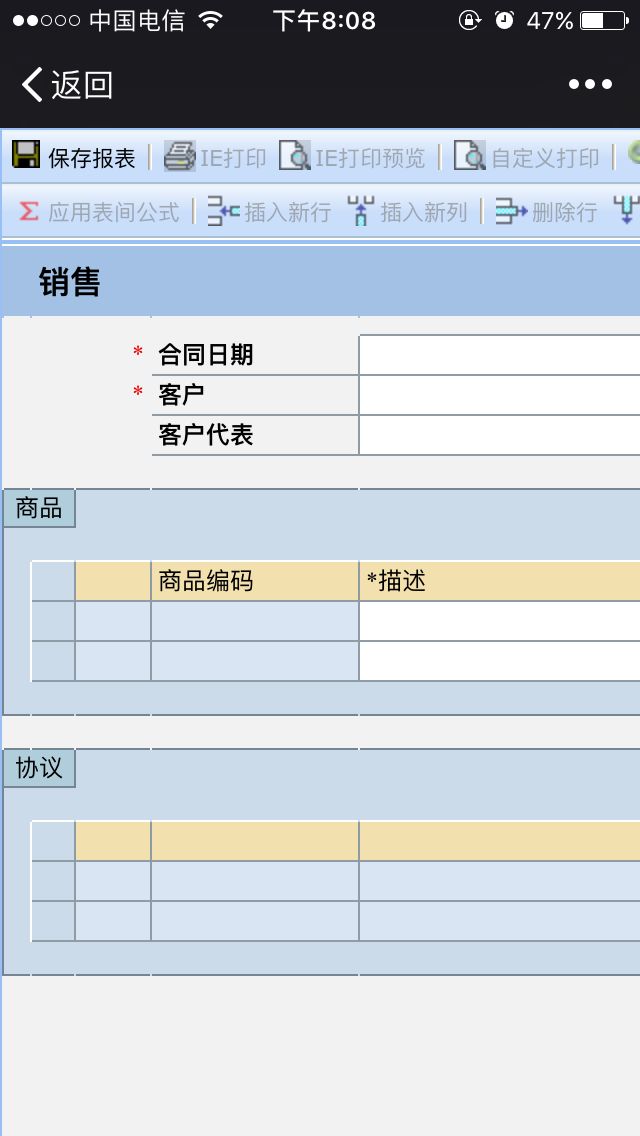 中国电信 下午8:08 47%
返回
保存报表 IE打印 IE打印预览 自定义打印
应用表间公式 插入新行 插入新列 删除行
销售
* 合同日期
* 客户
客户代表
商品
商品编码 *描述
协议